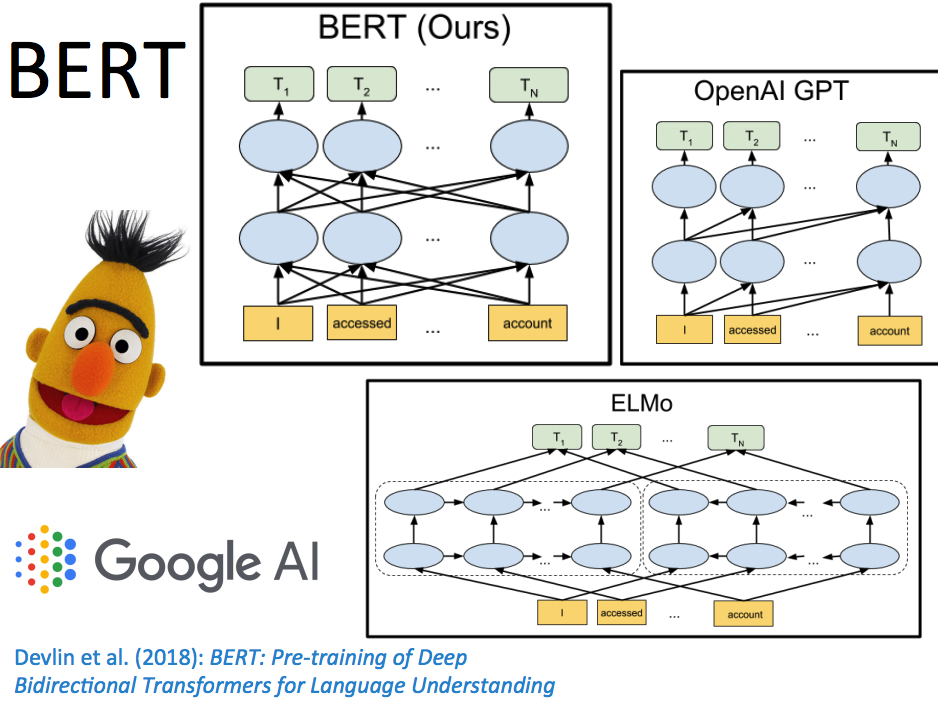 BERT
BERT (Ours)
T1 T2 ... TN
... 
...
I accessed ... account
OpenAI GPT
T1 T2 ... TN
...
...
I accessed ... account
ELMo
T1 T2 ... TN
... ...
... ...
I accessed ... account
Google AI
Devlin et al. (2018): BERT: Pre-training of Deep
Bidirectional Transformers for Language Understanding